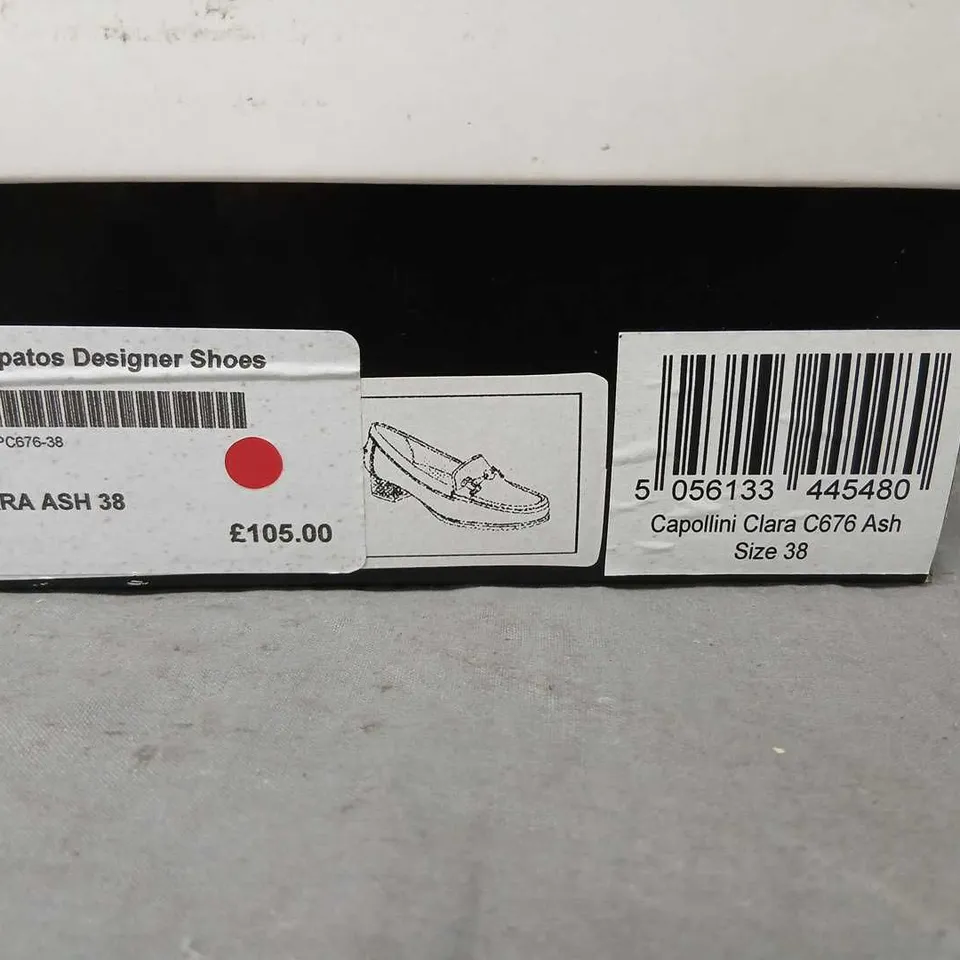 patos Designer Shoes
PC676-38
RA ASH 38
£105.00
5 056133 445480
Capollini Clara C676 Ash
Size 38